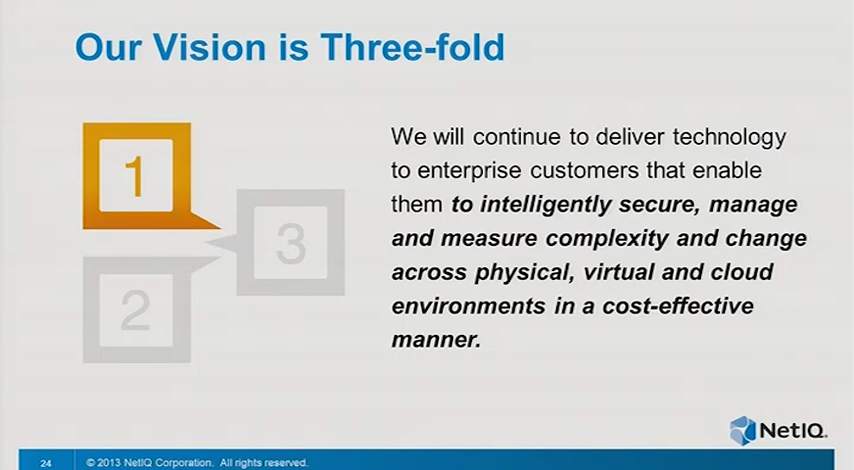 Our Vision is Three-fold
1
2
3
We will continue to deliver technology
to enterprise customers that enable
them to intelligently secure, manage
and measure complexity and change
across physical, virtual and cloud
environments in a cost-effective
manner.
NetIQ.
24 © 2013 NetIQ Corporation. All rights reserved.